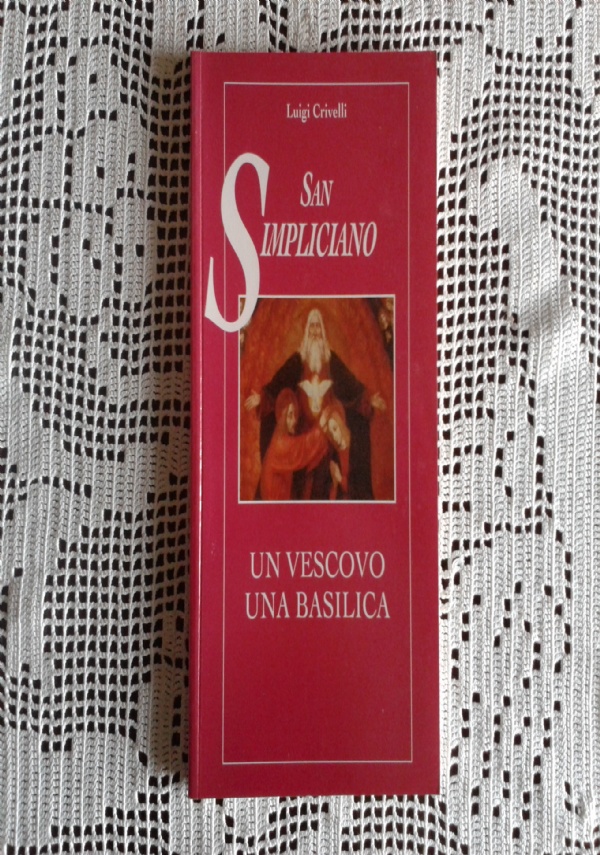 Luigi Crivelli
SAN
SIMPLICIANO
UN VESCOVO
UNA BASILICA